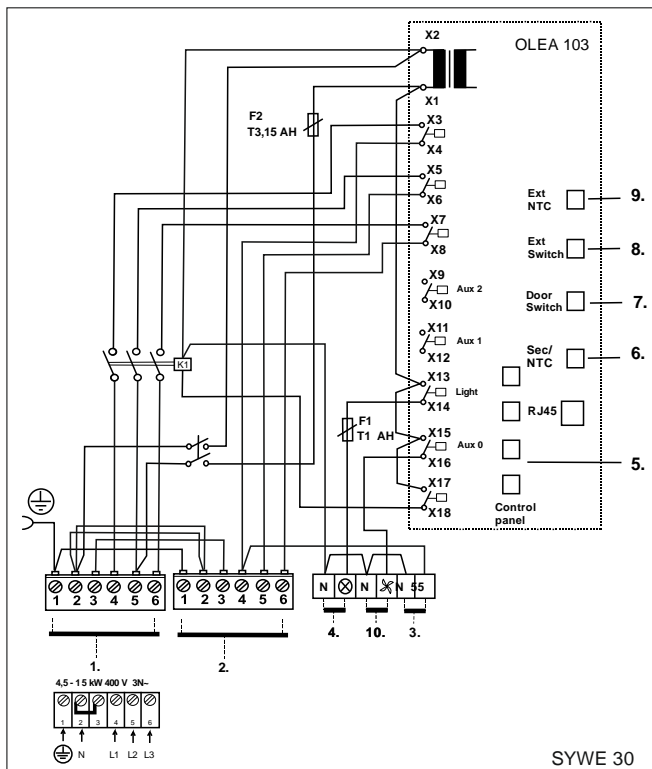 X2
OLEA 103
X1
F2
T3,15 AH
X3
X4
X5
X6
Ext
NTC
9.
X7
X8
Ext
Switch
8.
X9
Aux 2
X10
Door
Switch
7.
X11
Aux 1
X12
Sec/
NTC
6.
K1
X13
Light
X14
RJ45
F1
T1 AH
X15
Aux 0
X16
5.
X17
X18
Control
panel
1 2 3 4 5 6
1 2 3 4 5 6
N N N 55
4. 10. 3.
1. 2.
4,5 - 15 kW 400 V 3N~
1 2 3 4 5 6
N L1 L2 L3
SYWE 30